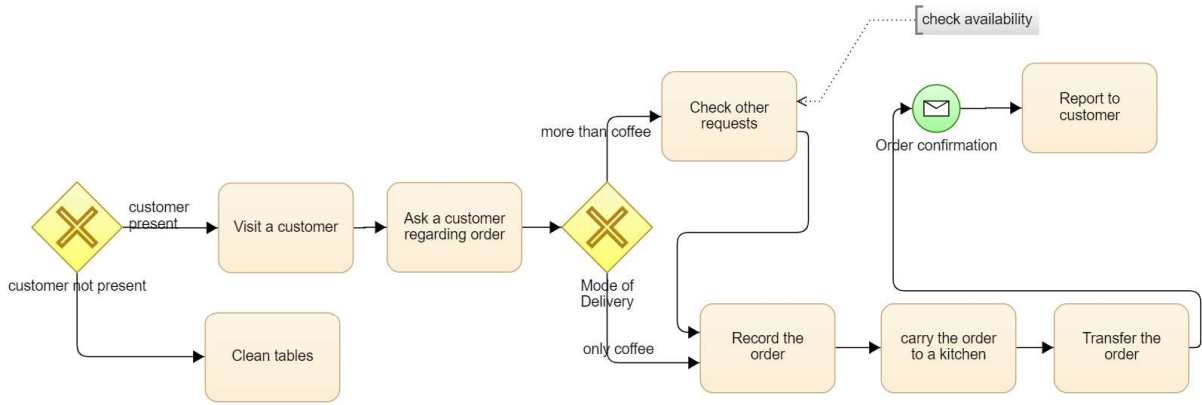 check availability
Check other
requests
Report to
customer
more than coffee
Order confirmation
customer
present
Visit a customer
Ask a customer
regarding order
customer not present
Mode of
Delivery
Clean tables
only coffee
Record the
order
carry the order
to a kitchen
Transfer the
order